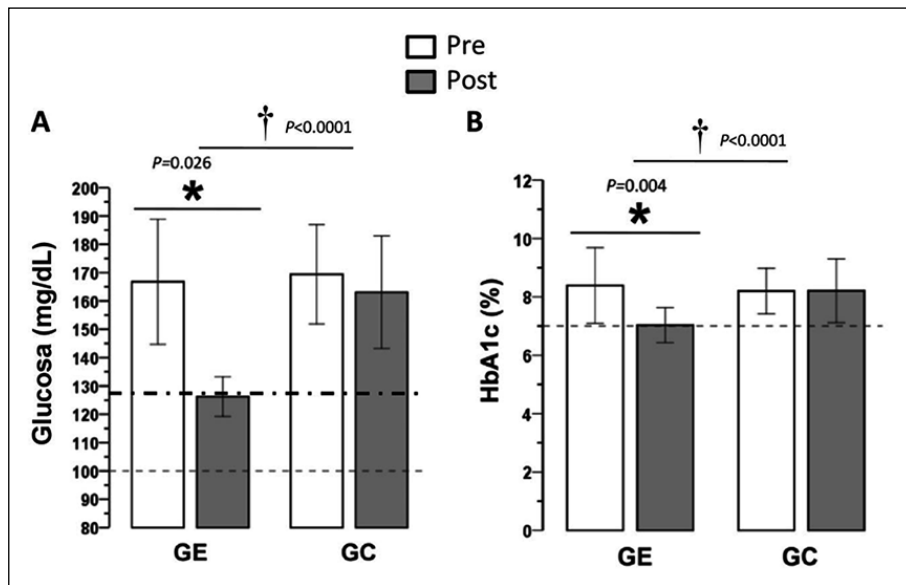 Pre
Post
A
† P<0.0001
P=0.026
*
Glucosa (mg/dL)
200
190
180
170
160
150
140
130
120
110
100
90
80
GE GC
B
† P<0.0001
P=0.004
*
HbA1c (%)
12
10
8
6
4
2
0
GE GC